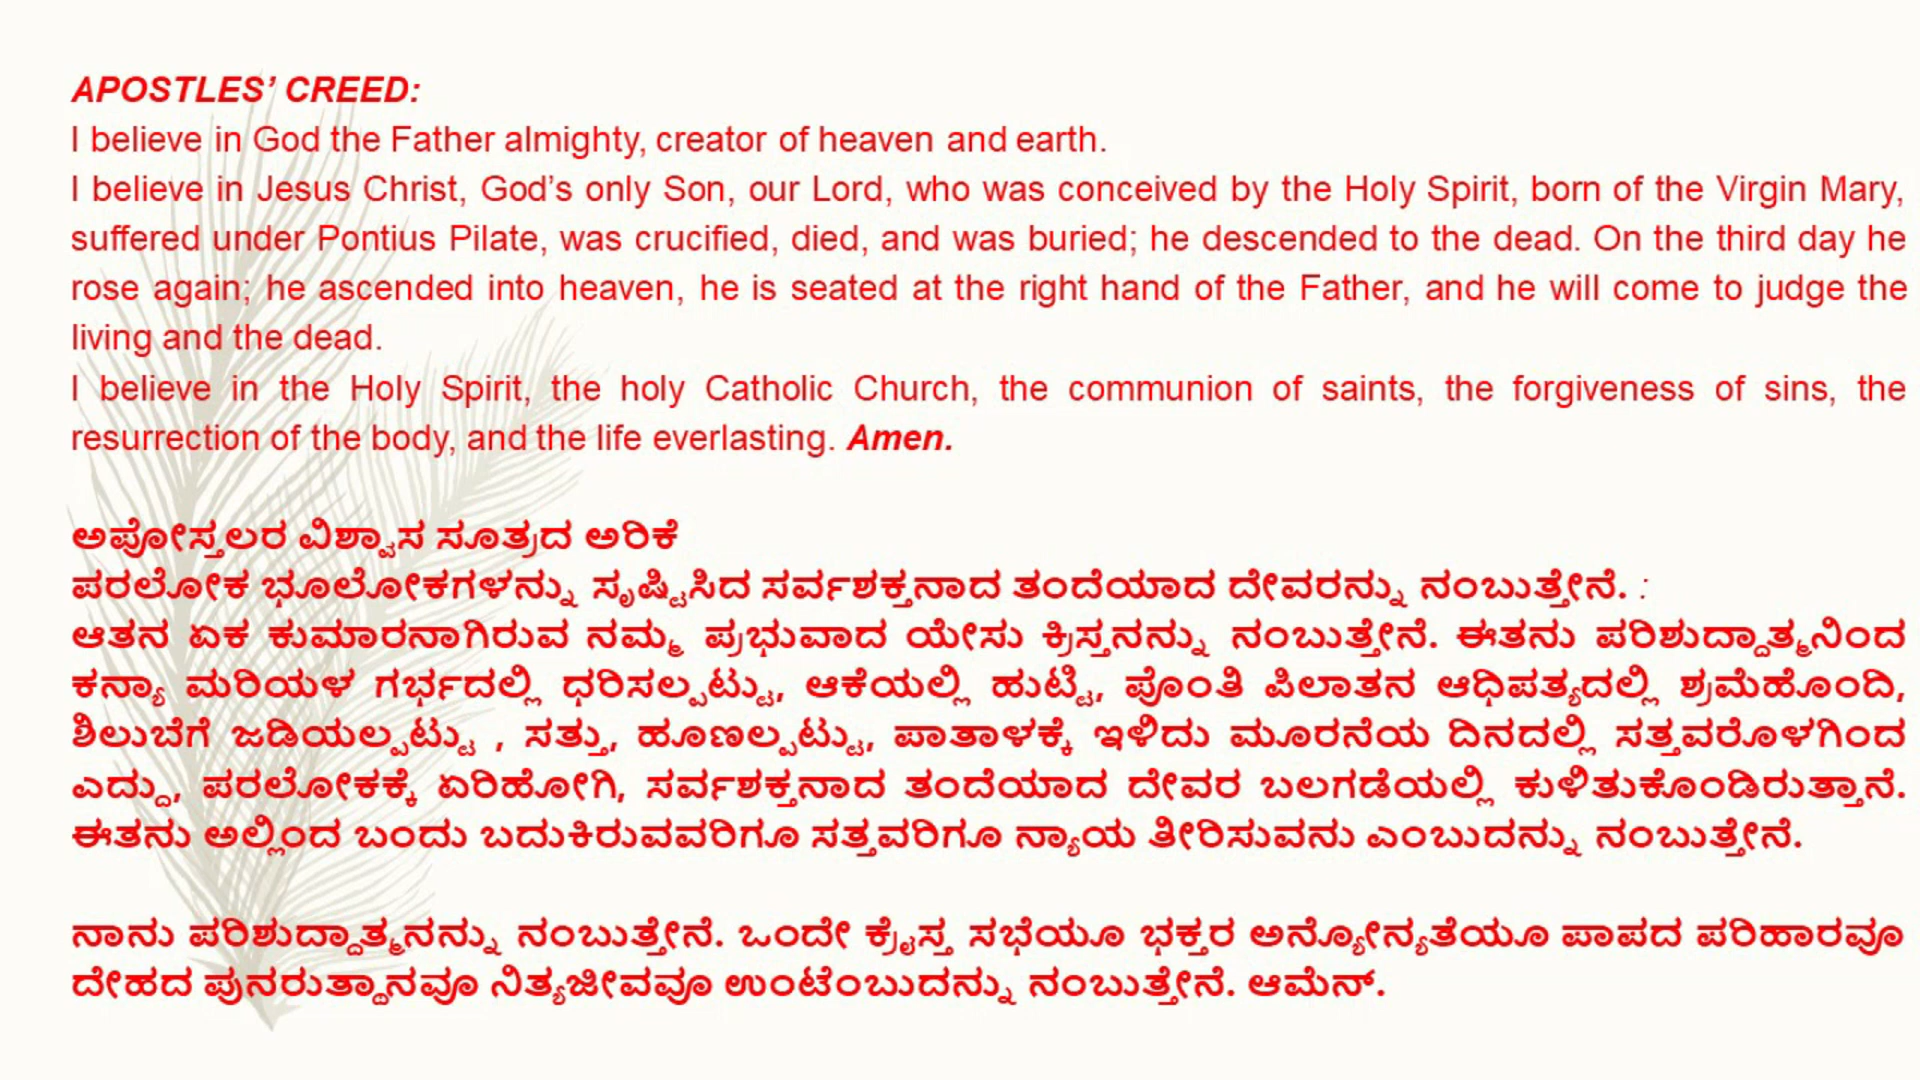 APOSTLES’ CREED:
I believe in God the Father almighty, creator of heaven and earth.
I believe in Jesus Christ, God’s only Son, our Lord, who was conceived by the Holy Spirit, born of the Virgin Mary,
suffered under Pontius Pilate, was crucified, died, and was buried; he descended to the dead. On the third day he
rose again; he ascended into heaven, he is seated at the right hand of the Father, and he will come to judge the
living and the dead.
I believe in the Holy Spirit, the holy Catholic Church, the communion of saints, the forgiveness of sins, the
resurrection of the body, and the life everlasting. Amen.
ಅಪೋಸ್ತಲರ ವಿಶ್ವಾಸ ಸೂತ್ರದ ಅರಿಕೆ
ಪರಲೋಕ ಭೂಲೋಕಗಳನ್ನು ಸೃಷ್ಟಿಸಿದ ಸರ್ವಶಕ್ತನಾದ ತಂದೆಯಾದ ದೇವರನ್ನು ನಂಬುತ್ತೇನೆ. :
ಆತನ ಏಕ ಕುಮಾರನಾಗಿರುವ ನಮ್ಮ ಪ್ರಭುವಾದ ಯೇಸು ಕ್ರಿಸ್ತನನ್ನು ನಂಬುತ್ತೇನೆ. ಈತನು ಪರಿಶುದ್ದಾತ್ಮನಿಂದ
ಕನ್ಯಾ ಮರಿಯಳ ಗರ್ಭದಲ್ಲಿ ಧರಿಸಲ್ಪಟ್ಟು, ಆಕೆಯಲ್ಲಿ ಹುಟ್ಟಿ, ಪೊಂತಿ ಪಿಲಾತನ ಆಧಿಪತ್ಯದಲ್ಲಿ ಶ್ರಮೆಹೊಂದಿ,
ಶಿಲುಬೆಗೆ ಜಡಿಯಲ್ಪಟ್ಟು , ಸತ್ತು, ಹೂಣಲ್ಪಟ್ಟು, ಪಾತಾಳಕ್ಕೆ ಇಳಿದು ಮೂರನೆಯ ದಿನದಲ್ಲಿ ಸತ್ತವರೊಳಗಿಂದ
ಎದ್ದು, ಪರಲೋಕಕ್ಕೆ ಏರಿಹೋಗಿ, ಸರ್ವಶಕ್ತನಾದ ತಂದೆಯಾದ ದೇವರ ಬಲಗಡೆಯಲ್ಲಿ ಕುಳಿತುಕೊಂಡಿರುತ್ತಾನೆ.
ಈತನು ಅಲ್ಲಿಂದ ಬಂದು ಬದುಕಿರುವವರಿಗೂ ಸತ್ತವರಿಗೂ ನ್ಯಾಯ ತೀರಿಸುವನು ಎಂಬುದನ್ನು ನಂಬುತ್ತೇನೆ.
ನಾನು ಪರಿಶುದ್ದಾತ್ಮನನ್ನು ನಂಬುತ್ತೇನೆ. ಒಂದೇ ಕ್ರೈಸ್ತ ಸಭೆಯೂ ಭಕ್ತರ ಅನ್ಯೋನ್ಯತೆಯೂ ಪಾಪದ ಪರಿಹಾರವೂ
ದೇಹದ ಪುನರುತ್ಥಾನವೂ ನಿತ್ಯಜೀವವೂ ಉಂಟೆಂಬುದನ್ನು ನಂಬುತ್ತೇನೆ. ಆಮೆನ್.